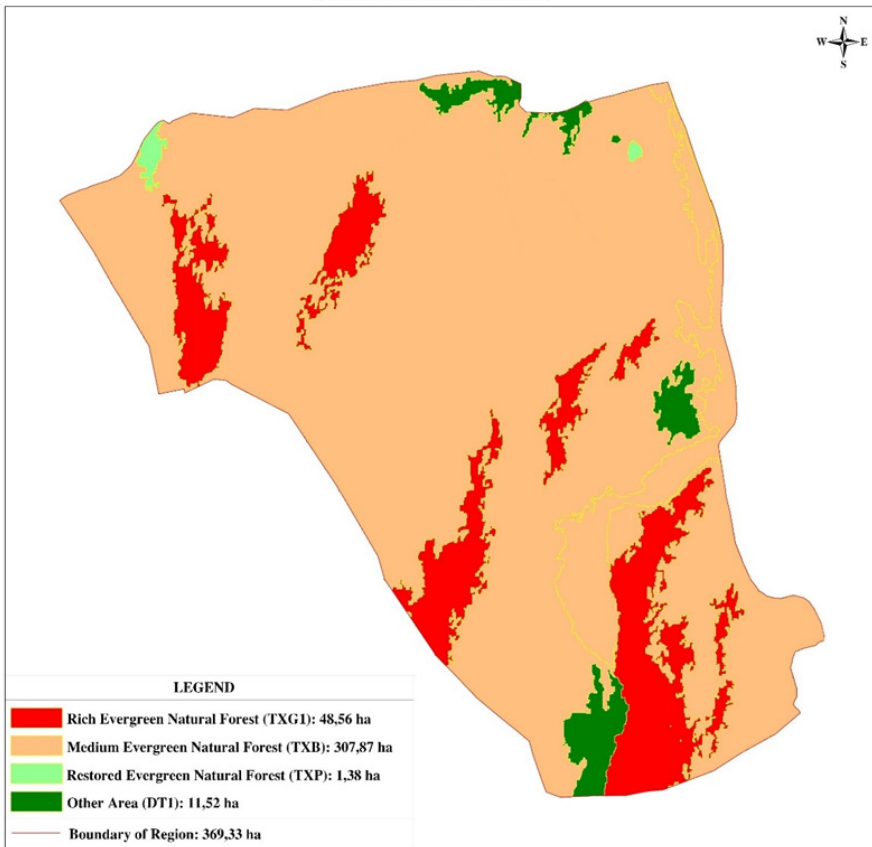 N
W E
S
LEGEND
Rich Evergreen Natural Forest (TXG1): 48,56 ha
Medium Evergreen Natural Forest (TXB): 307,87 ha
Restored Evergreen Natural Forest (TXP): 1,38 ha
Other Area (DT1): 11,52 ha
Boundary of Region: 369,33 ha